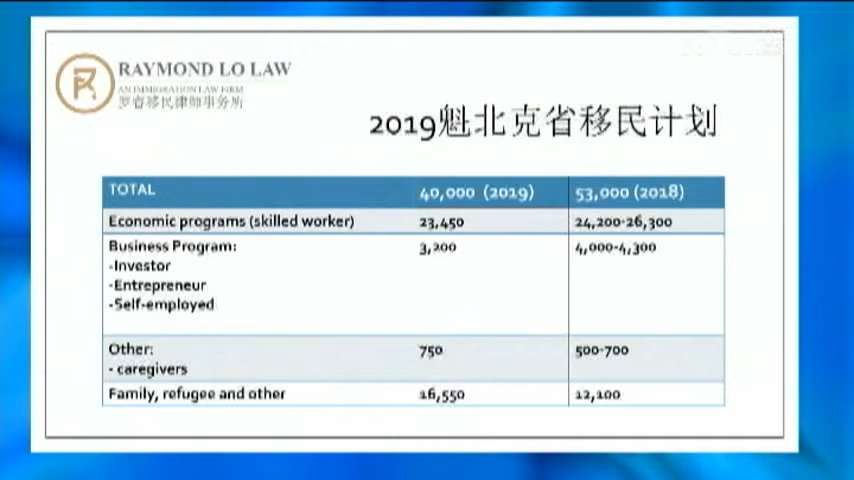 RAYMOND LO LAW
AN IMMIGRATION LAW FIRM
罗睿移民律师事务所
2019魁北克省移民计划
TOTAL 40,000 (2019) 53,000 (2018)
Economic programs (skilled worker) 23,450 24,200-26,300
Business Program: 3,200 4,000-4,300
-Investor
-Entrepreneur
-Self-employed
Other: 750 500-700
- caregivers
Family, refugee and other 16,550 12,100